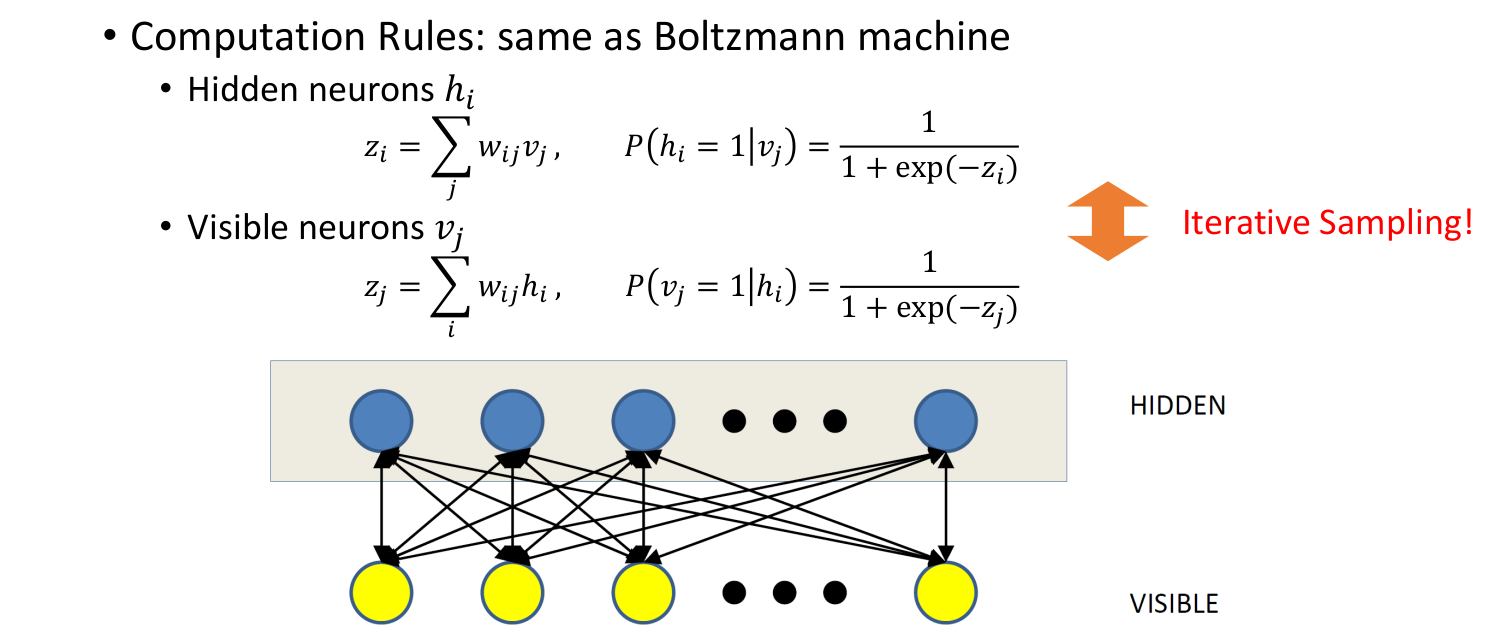 • Computation Rules: same as Boltzmann machine
• Hidden neurons $h_i$
$z_i = \sum_j w_{ij} v_j , \quad P(h_i = 1|v_j) = \frac{1}{1 + \exp(-z_i)}$
• Visible neurons $v_j$
Iterative Sampling!
$z_j = \sum_i w_{ij} h_i , \quad P(v_j = 1|h_i) = \frac{1}{1 + \exp(-z_j)}$
HIDDEN
VISIBLE